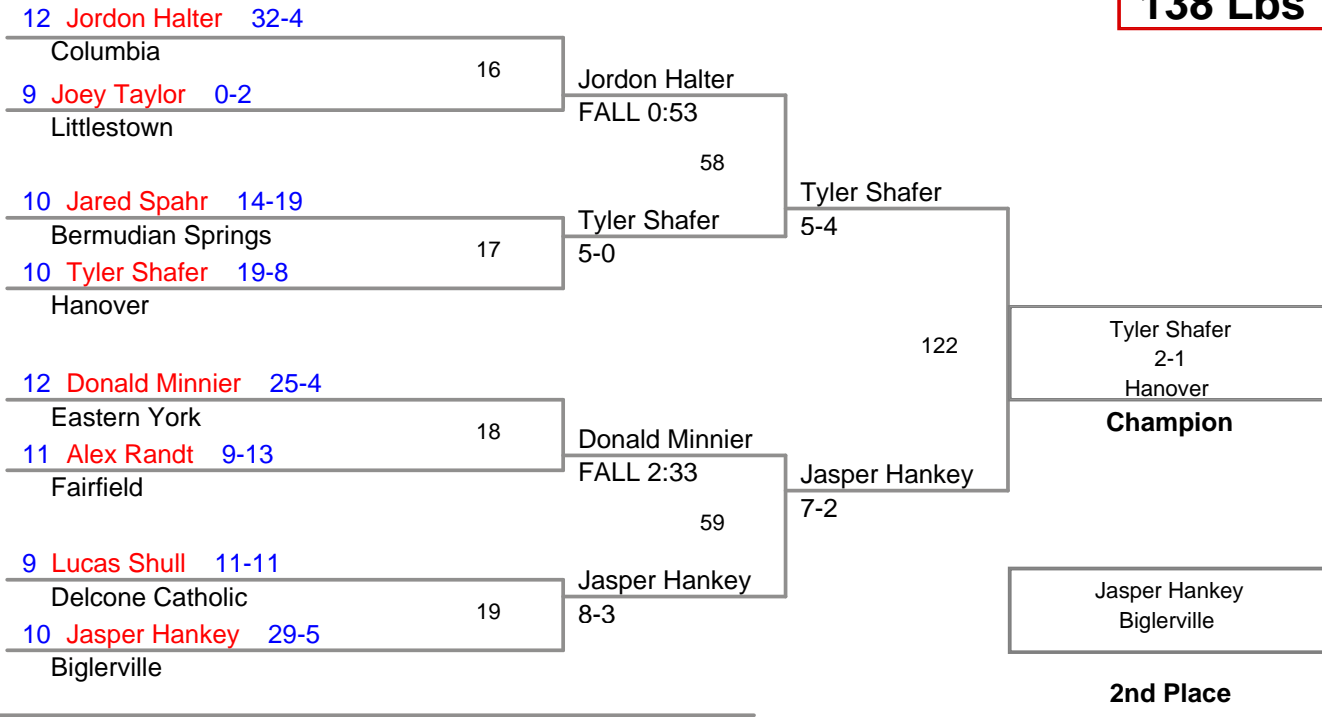 138 Lbs
12 Jordon Halter 32-4
Columbia
16
9 Joey Taylor 0-2
Littlestown
Jordon Halter
FALL 0:53
58
10 Jared Spahr 14-19
Bermudian Springs
17
10 Tyler Shafer 19-8
Hanover
Tyler Shafer
5-0
Tyler Shafer
5-4
122
12 Donald Minnier 25-4
Eastern York
18
11 Alex Randt 9-13
Fairfield
Donald Minnier
FALL 2:33
59
9 Lucas Shull 11-11
Delcone Catholic
19
10 Jasper Hankey 29-5
Biglerville
Jasper Hankey
8-3
Jasper Hankey
7-2
Tyler Shafer
2-1
Hanover
Champion
Jasper Hankey
Biglerville
2nd Place